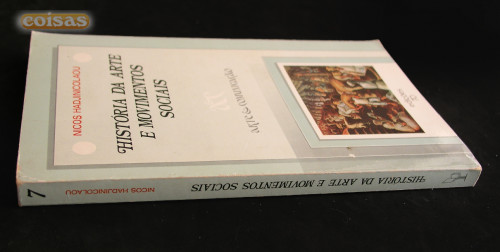 coisas
NICOS HADJINICOLAOU
HISTÓRIA DA ARTE
E MOVIMENTOS
SOCIAIS
arte & comunicação
7
NICOS HADJINICOLAOU
HISTÓRIA DA ARTE E MOVIMENTOS SOCIAIS